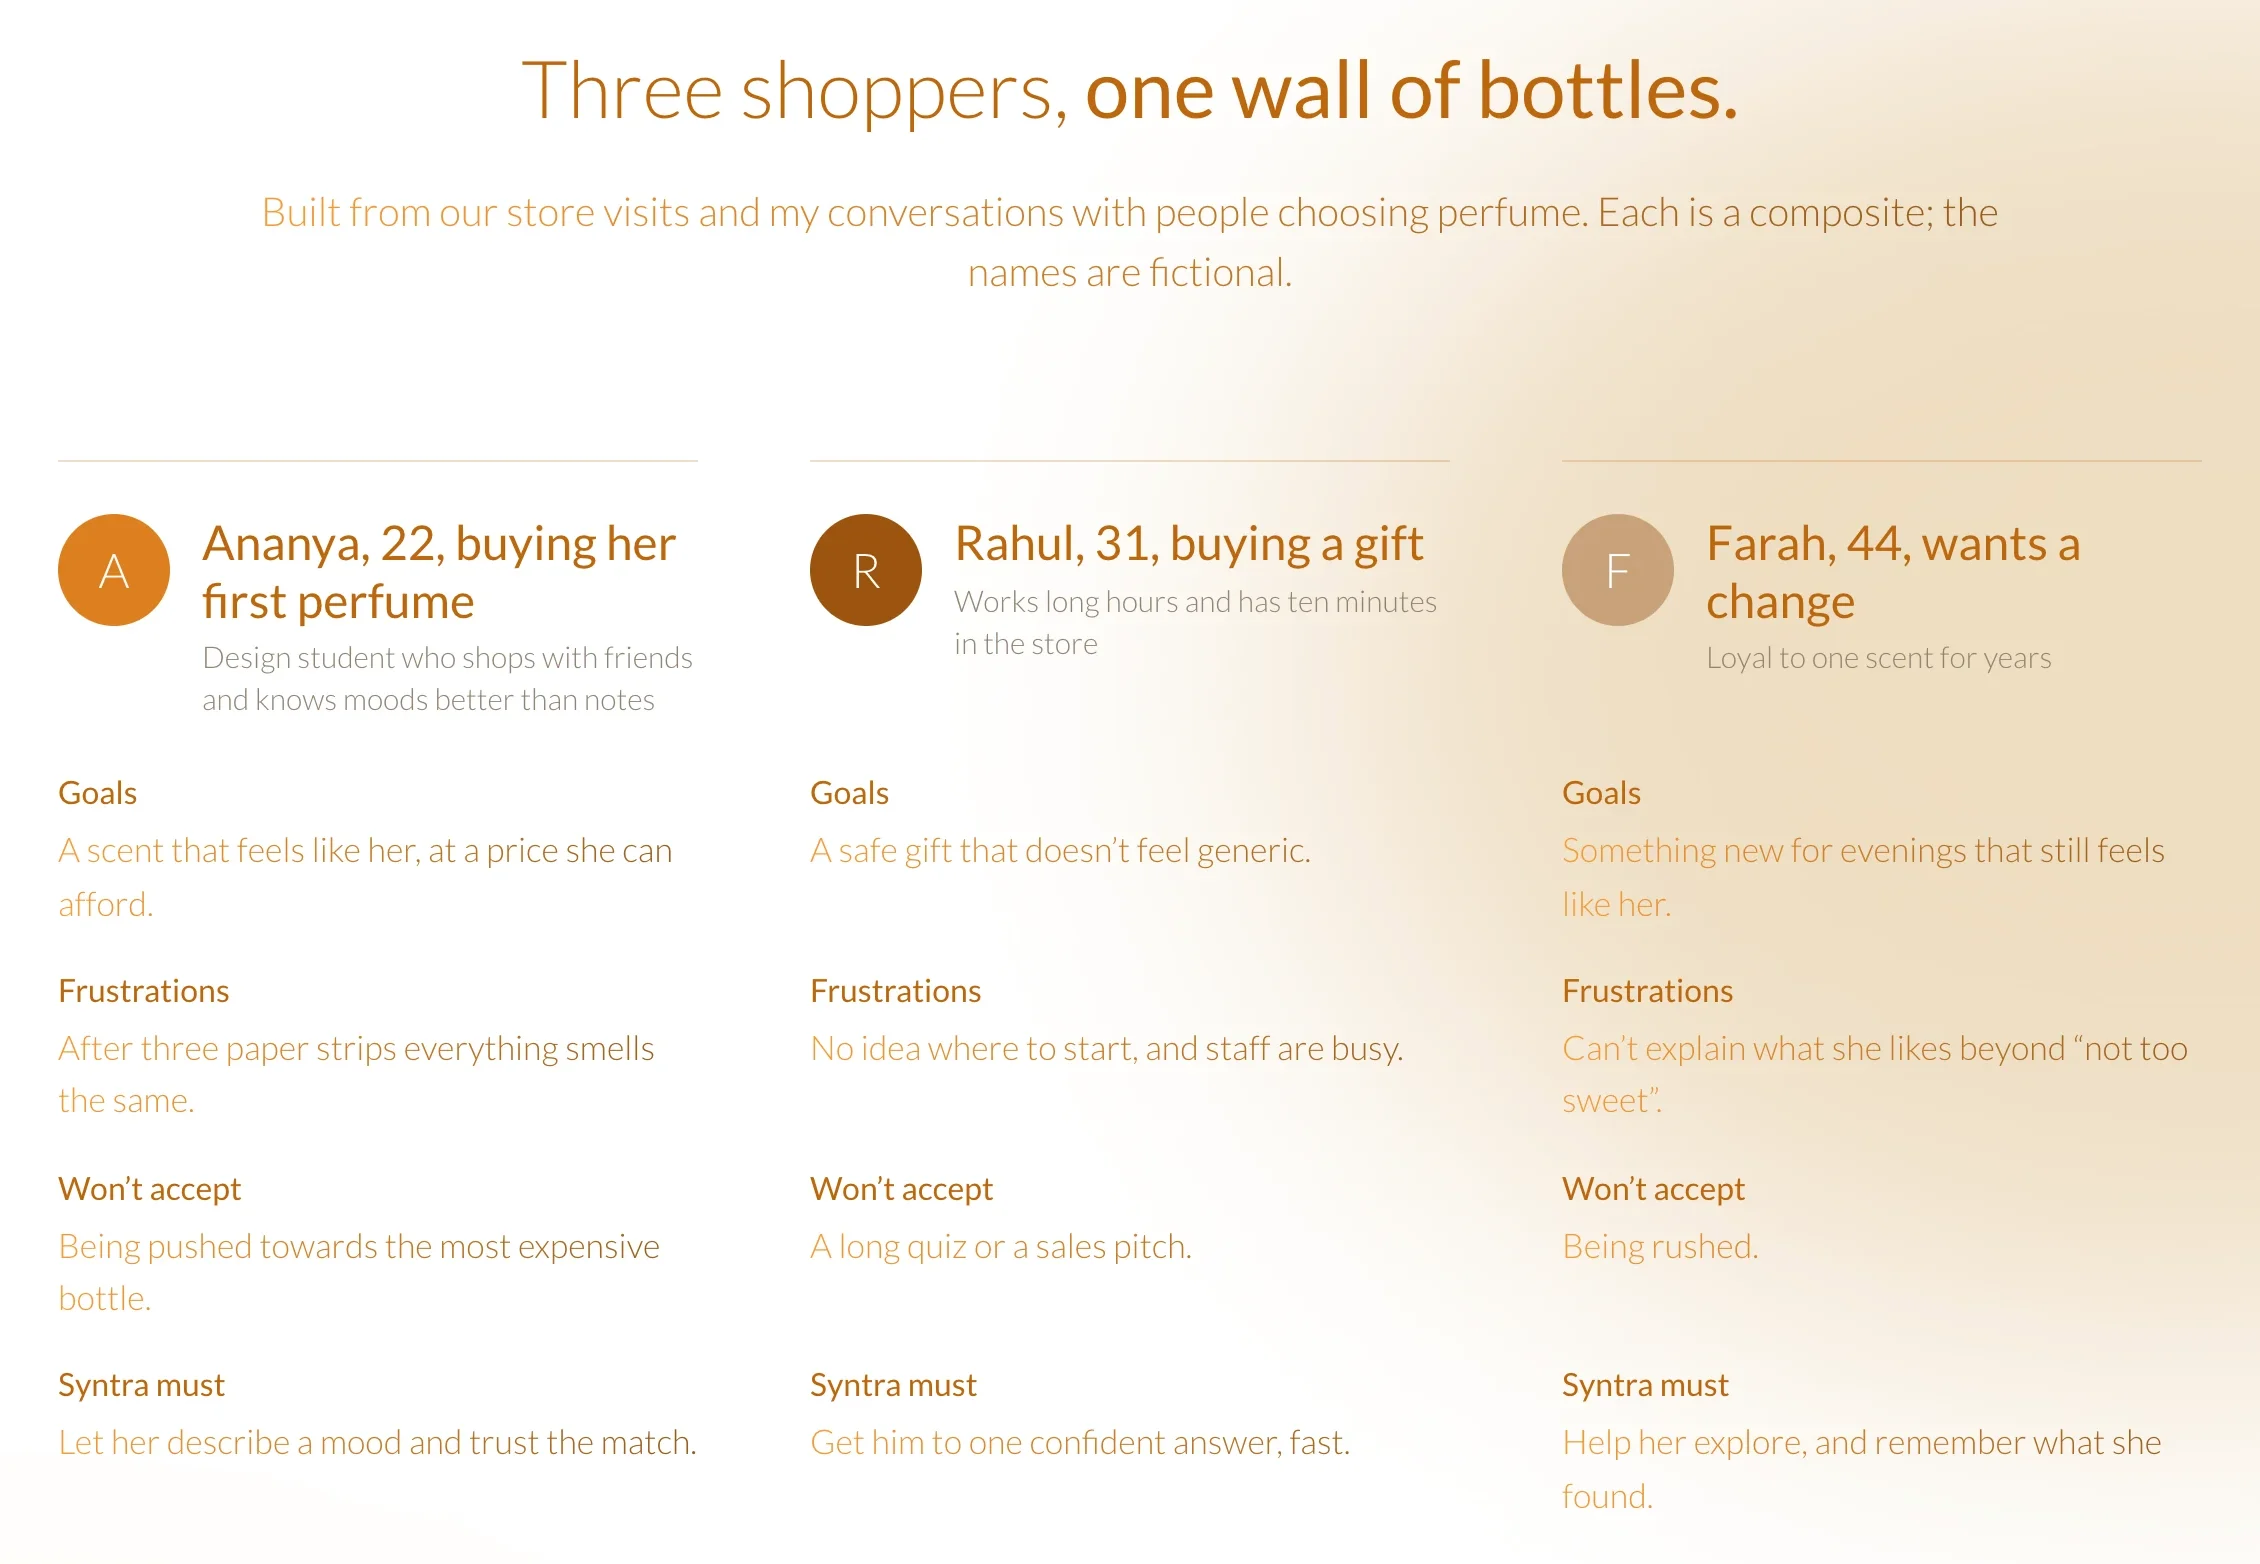 Three shoppers, one wall of bottles.
Built from our store visits and my conversations with people choosing perfume. Each is a composite; the
names are fictional.
A
Ananya, 22, buying her
first perfume
Design student who shops with friends
and knows moods better than notes
Goals
A scent that feels like her, at a price she can
afford.
Frustrations
After three paper strips everything smells
the same.
Won’t accept
Being pushed towards the most expensive
bottle.
Syntra must
Let her describe a mood and trust the match.
R
Rahul, 31, buying a gift
Works long hours and has ten minutes
in the store
Goals
A safe gift that doesn’t feel generic.
Frustrations
No idea where to start, and staff are busy.
Won’t accept
A long quiz or a sales pitch.
Syntra must
Get him to one confident answer, fast.
F
Farah, 44, wants a
change
Loyal to one scent for years
Goals
Something new for evenings that still feels
like her.
Frustrations
Can’t explain what she likes beyond “not too
sweet”.
Won’t accept
Being rushed.
Syntra must
Help her explore, and remember what she
found.